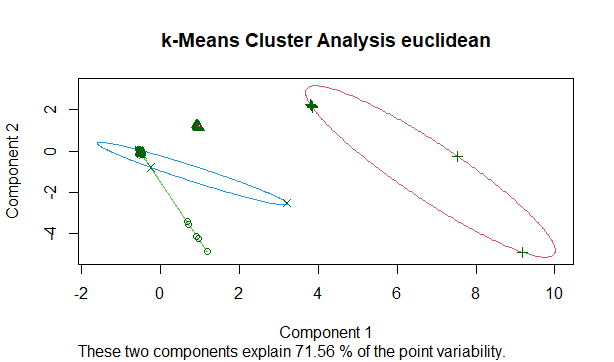 k-Means Cluster Analysis euclidean
Component 2
2
0
-2
-4
-2 0 2 4 6 8 10
Component 1
These two components explain 71.56 % of the point variability.